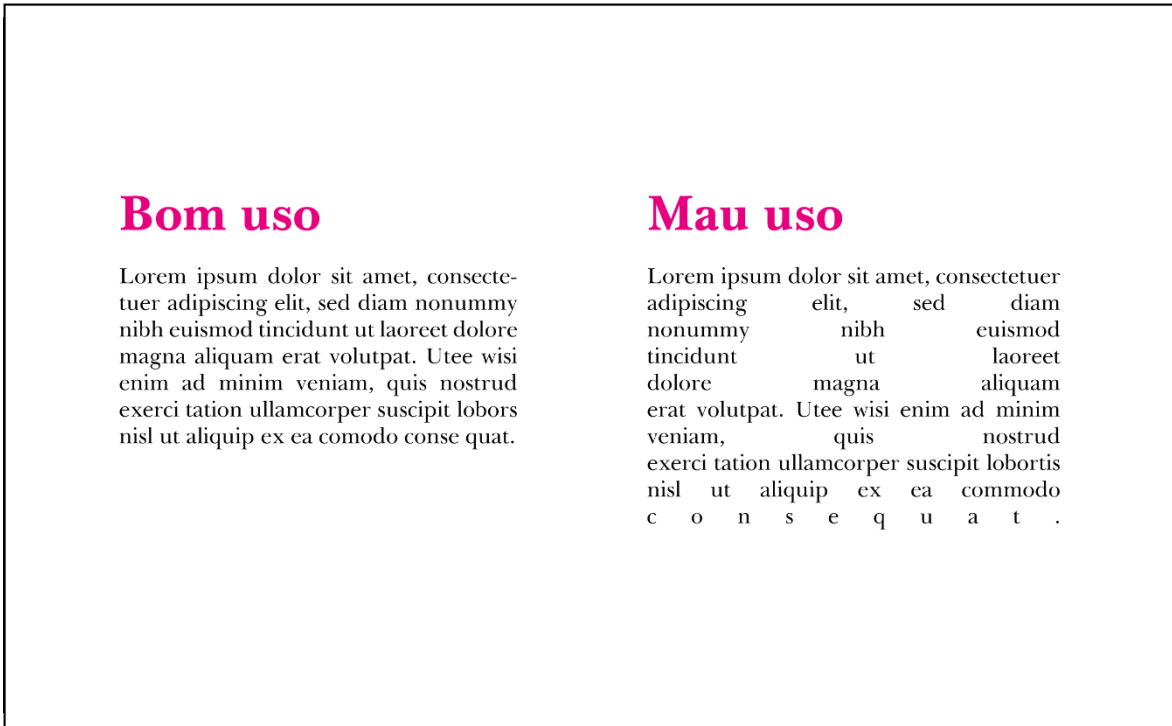 Bom uso
Lorem ipsum dolor sit amet, consecte-
tuer adipiscing elit, sed diam nonummy
nibh euismod tincidunt ut laoreet dolore
magna aliquam erat volutpat. Utee wisi
enim ad minim veniam, quis nostrud
exerci tation ullamcorper suscipit lobors
nisl ut aliquip ex ea comodo conse quat.
Mau uso
Lorem ipsum dolor sit amet, consectetuer
adipiscing elit, sed diam
nonummy nibh euismod
tincidunt ut laoreet
dolore magna aliquam
erat volutpat. Utee wisi enim ad minim
veniam, quis nostrud
exerci tation ullamcorper suscipit lobortis
nisl ut aliquip ex ea commodo
c o n s e q u a t .